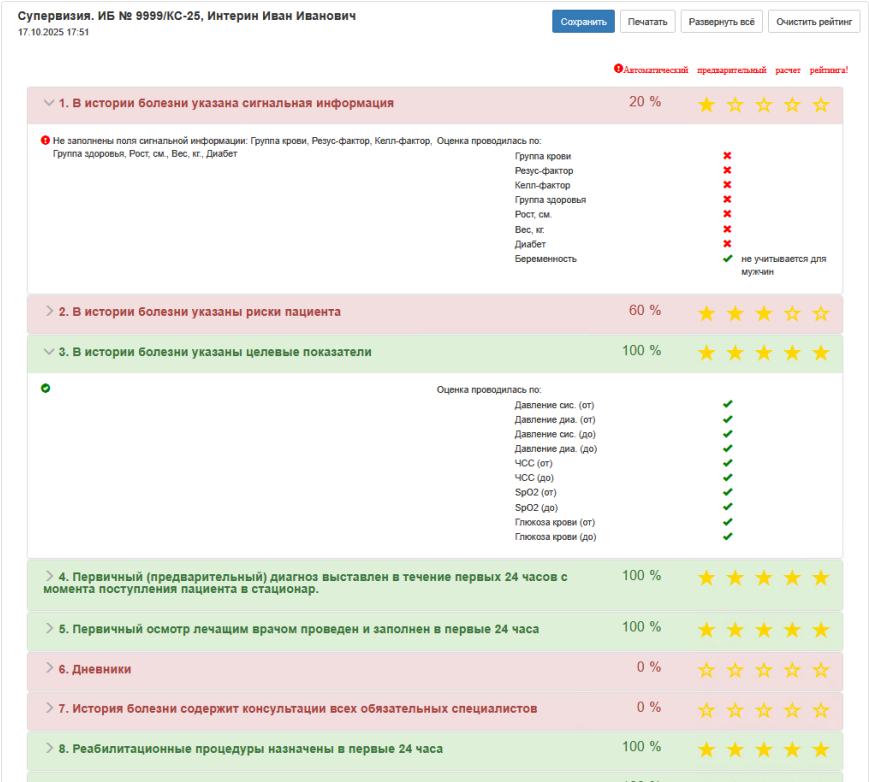 Супервизия. ИБ № 9999/КС-25, Интерин Иван Иванович
17.10.2025 17:51
Сохранить
Печатать
Развернуть всё
Очистить рейтинг
Автоматический предварительный расчет рейтинга!
1. В истории болезни указана сигнальная информация 20 %
Не заполнены поля сигнальной информации: Группа крови, Резус-фактор, Келл-фактор,
Группа здоровья, Рост, см., Вес, кг., Диабет
Оценка проводилась по:
Группа крови
Резус-фактор
Келл-фактор
Группа здоровья
Рост, см.
Вес, кг.
Диабет
Беременность не учитывается для
мужчин
2. В истории болезни указаны риски пациента 60 %
3. В истории болезни указаны целевые показатели 100 %
Оценка проводилась по:
Давление сис. (от)
Давление диа. (от)
Давление сис. (до)
Давление диа. (до)
ЧСС (от)
ЧСС (до)
SpO2 (от)
SpO2 (до)
Глюкоза крови (от)
Глюкоза крови (до)
4. Первичный (предварительный) диагноз выставлен в течение первых 24 часов с 100 %
момента поступления пациента в стационар.
5. Первичный осмотр лечащим врачом проведен и заполнен в первые 24 часа 100 %
6. Дневники 0 %
7. История болезни содержит консультации всех обязательных специалистов 0 %
8. Реабилитационные процедуры назначены в первые 24 часа 100 %